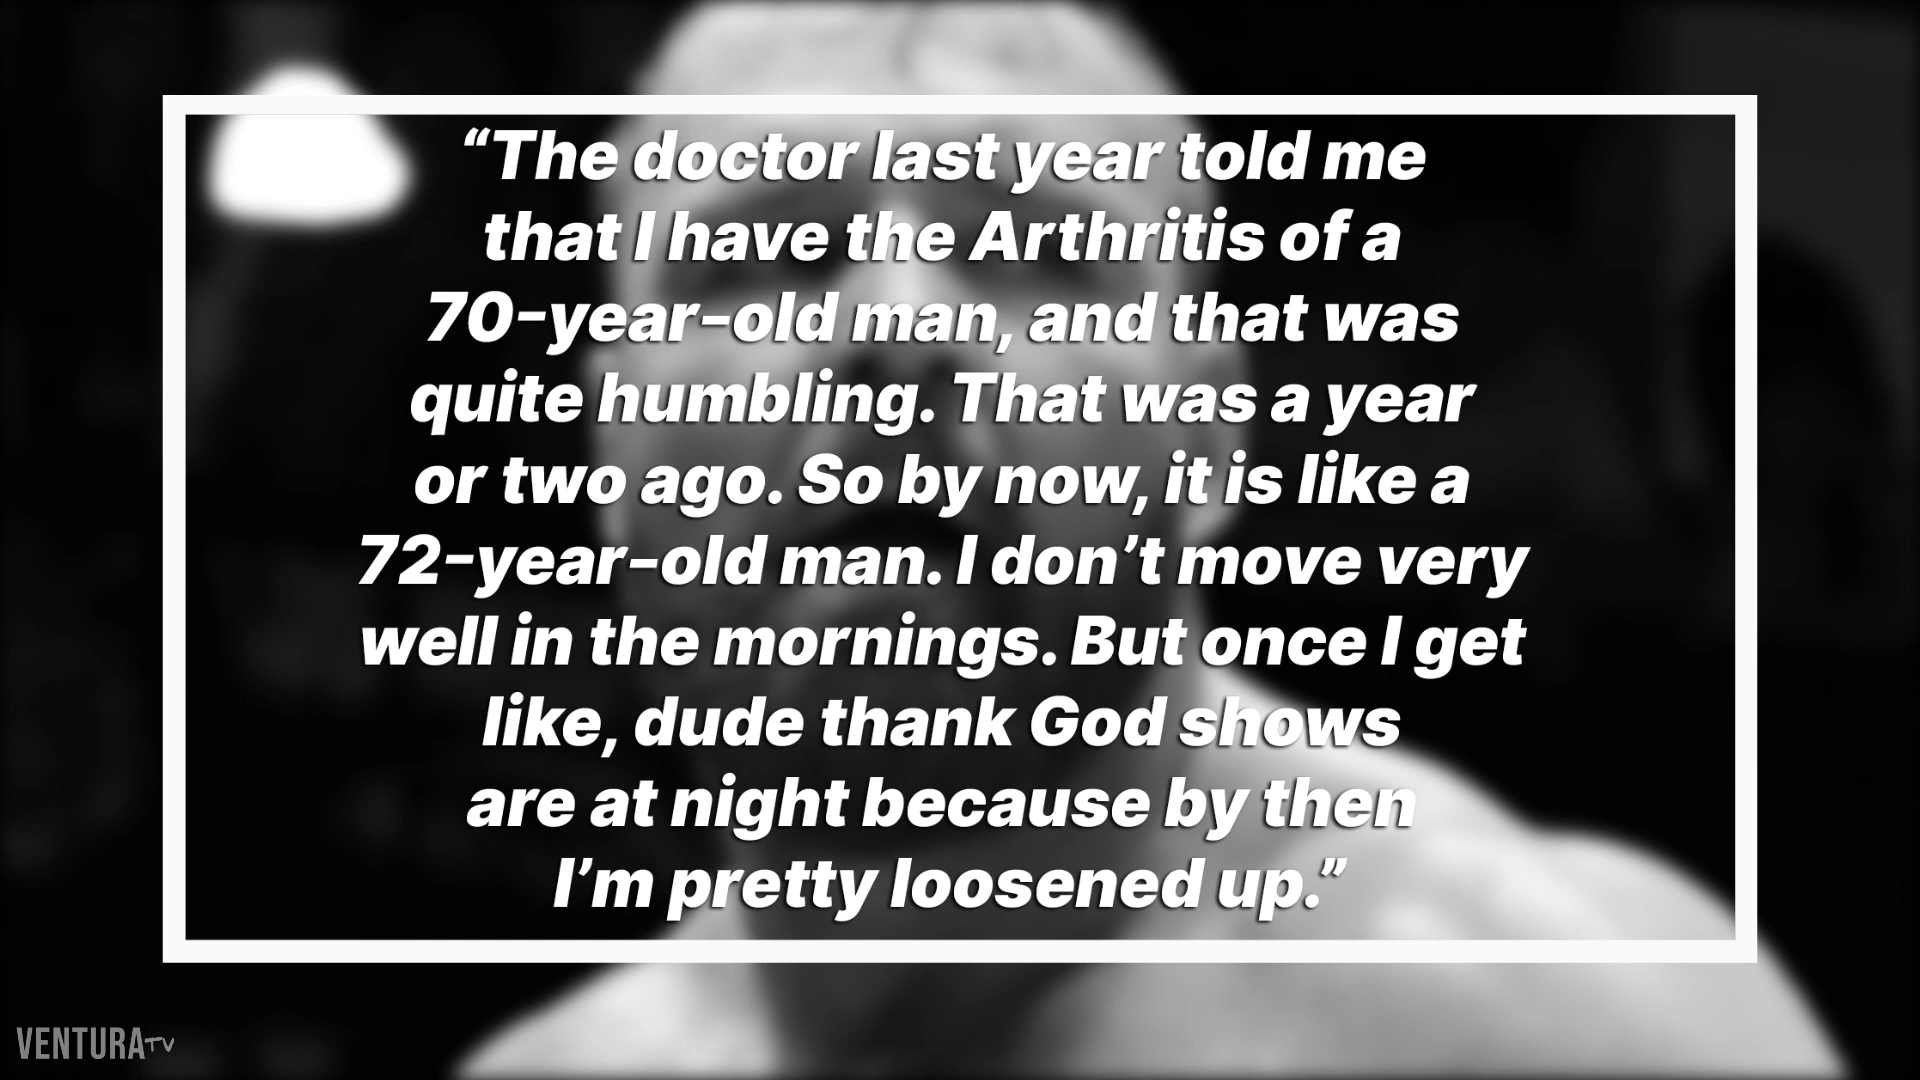 “The doctor last year told me
that I have the Arthritis of a
70-year-old man, and that was
quite humbling. That was a year
or two ago. So by now, it is like a
72-year-old man. I don’t move very
well in the mornings. But once I get
like, dude thank God shows
are at night because by then
I’m pretty loosened up.”
VENTURA TV